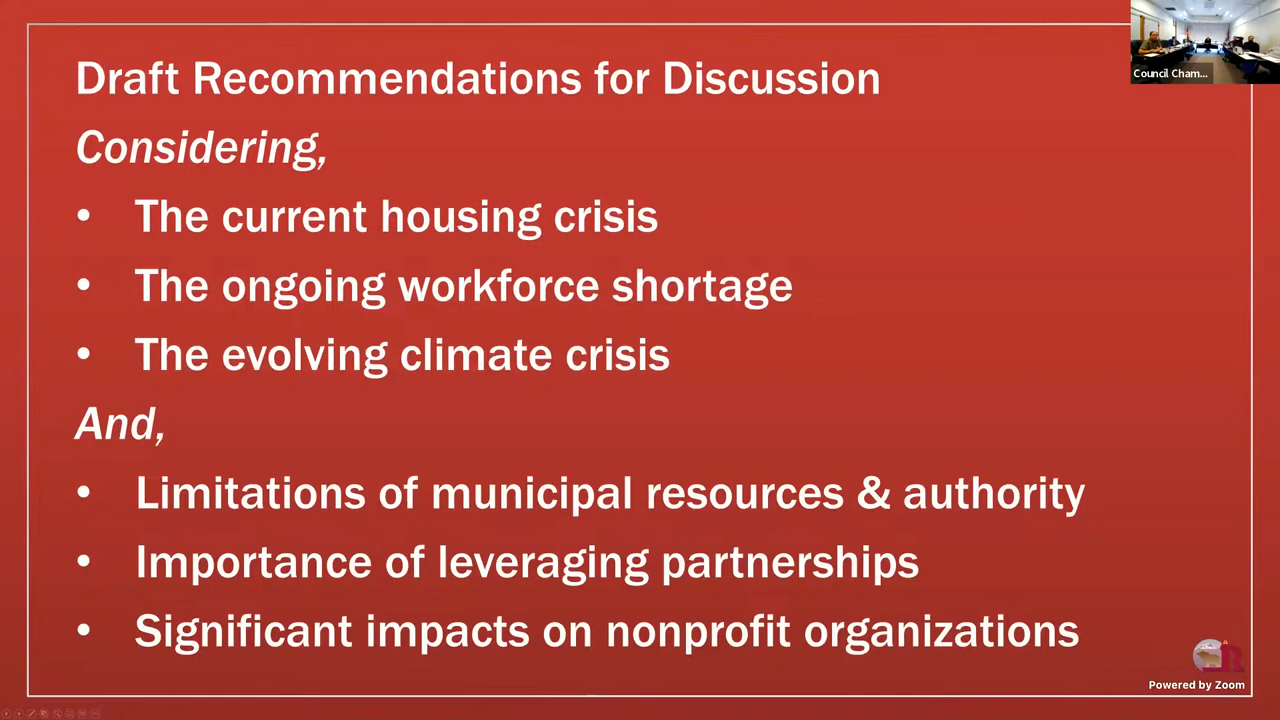 Draft Recommendations for Discussion
Considering,
• The current housing crisis
• The ongoing workforce shortage
• The evolving climate crisis
And,
• Limitations of municipal resources & authority
• Importance of leveraging partnerships
• Significant impacts on nonprofit organizations
Council Cham...
Powered by Zoom